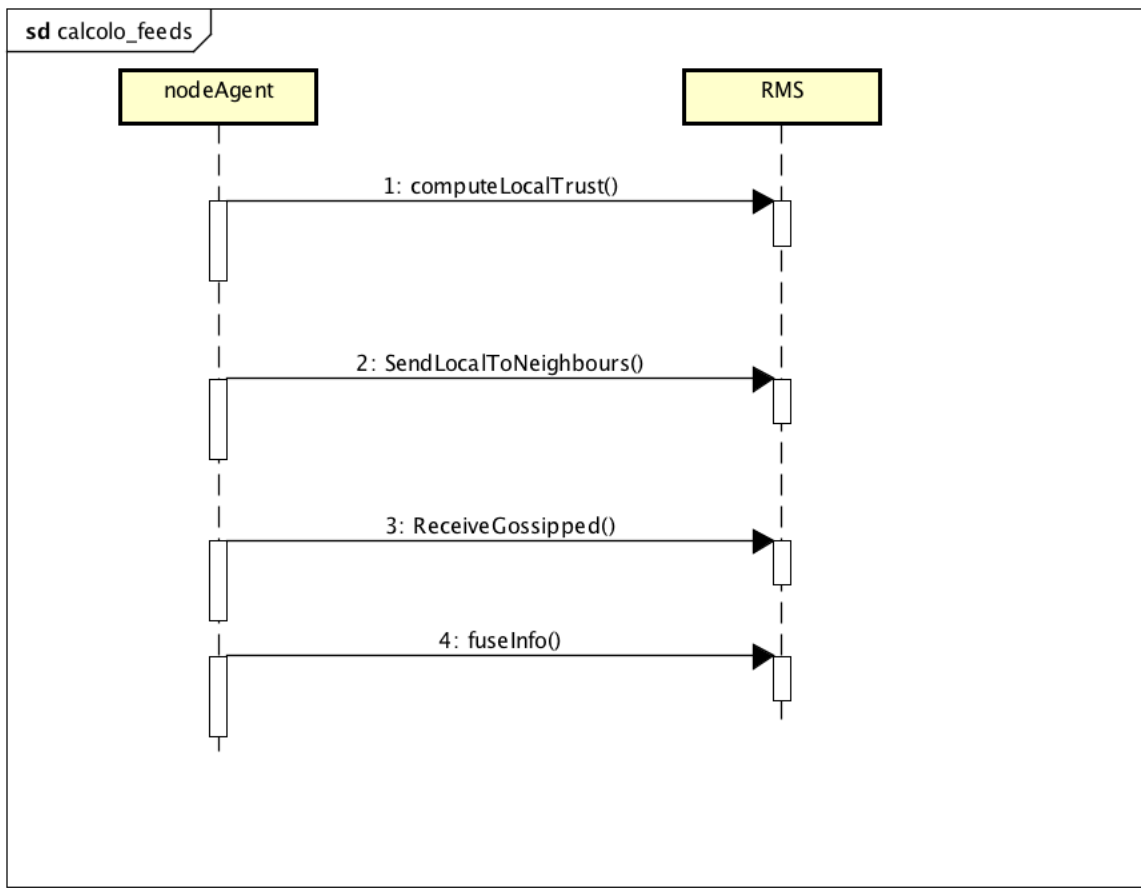 sd calcolo_feeds
nodeAgent
RMS
1: computeLocalTrust()
2: SendLocalToNeighbours()
3: ReceiveGossipped()
4: fuseInfo()